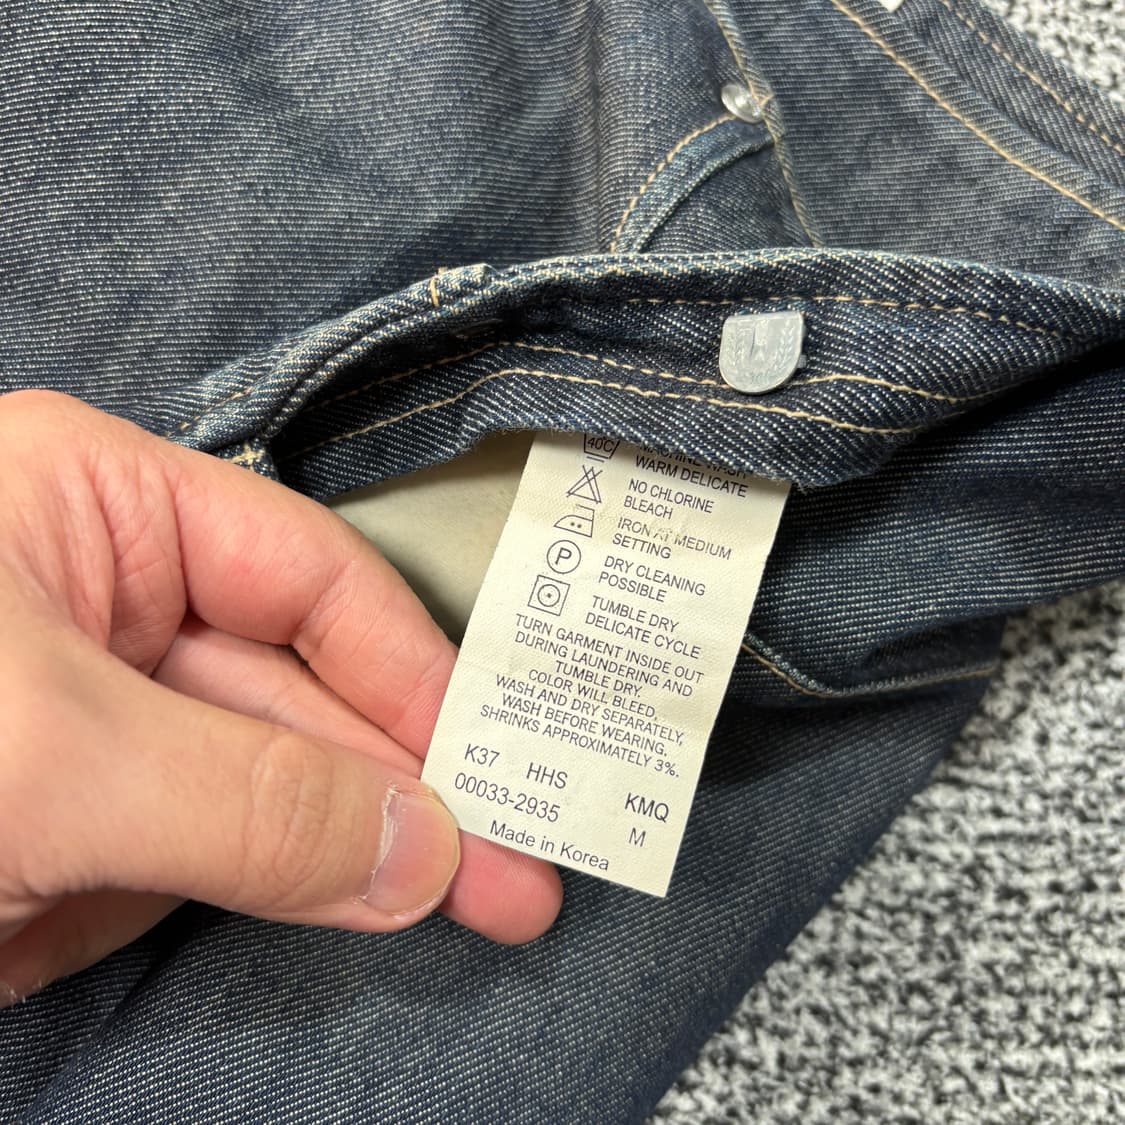 40°C
MACHINE WASH
WARM DELICATE
NO CHLORINE
BLEACH
IRON AT MEDIUM
SETTING
P
DRY CLEANING
POSSIBLE
TUMBLE DRY
DELICATE CYCLE
TURN GARMENT INSIDE OUT
DURING LAUNDERING AND
TUMBLE DRY.
COLOR WILL BLEED,
WASH AND DRY SEPARATELY,
WASH BEFORE WEARING.
SHRINKS APPROXIMATELY 3%.
K37 HHS
00033-2935 KMQ
M
Made in Korea